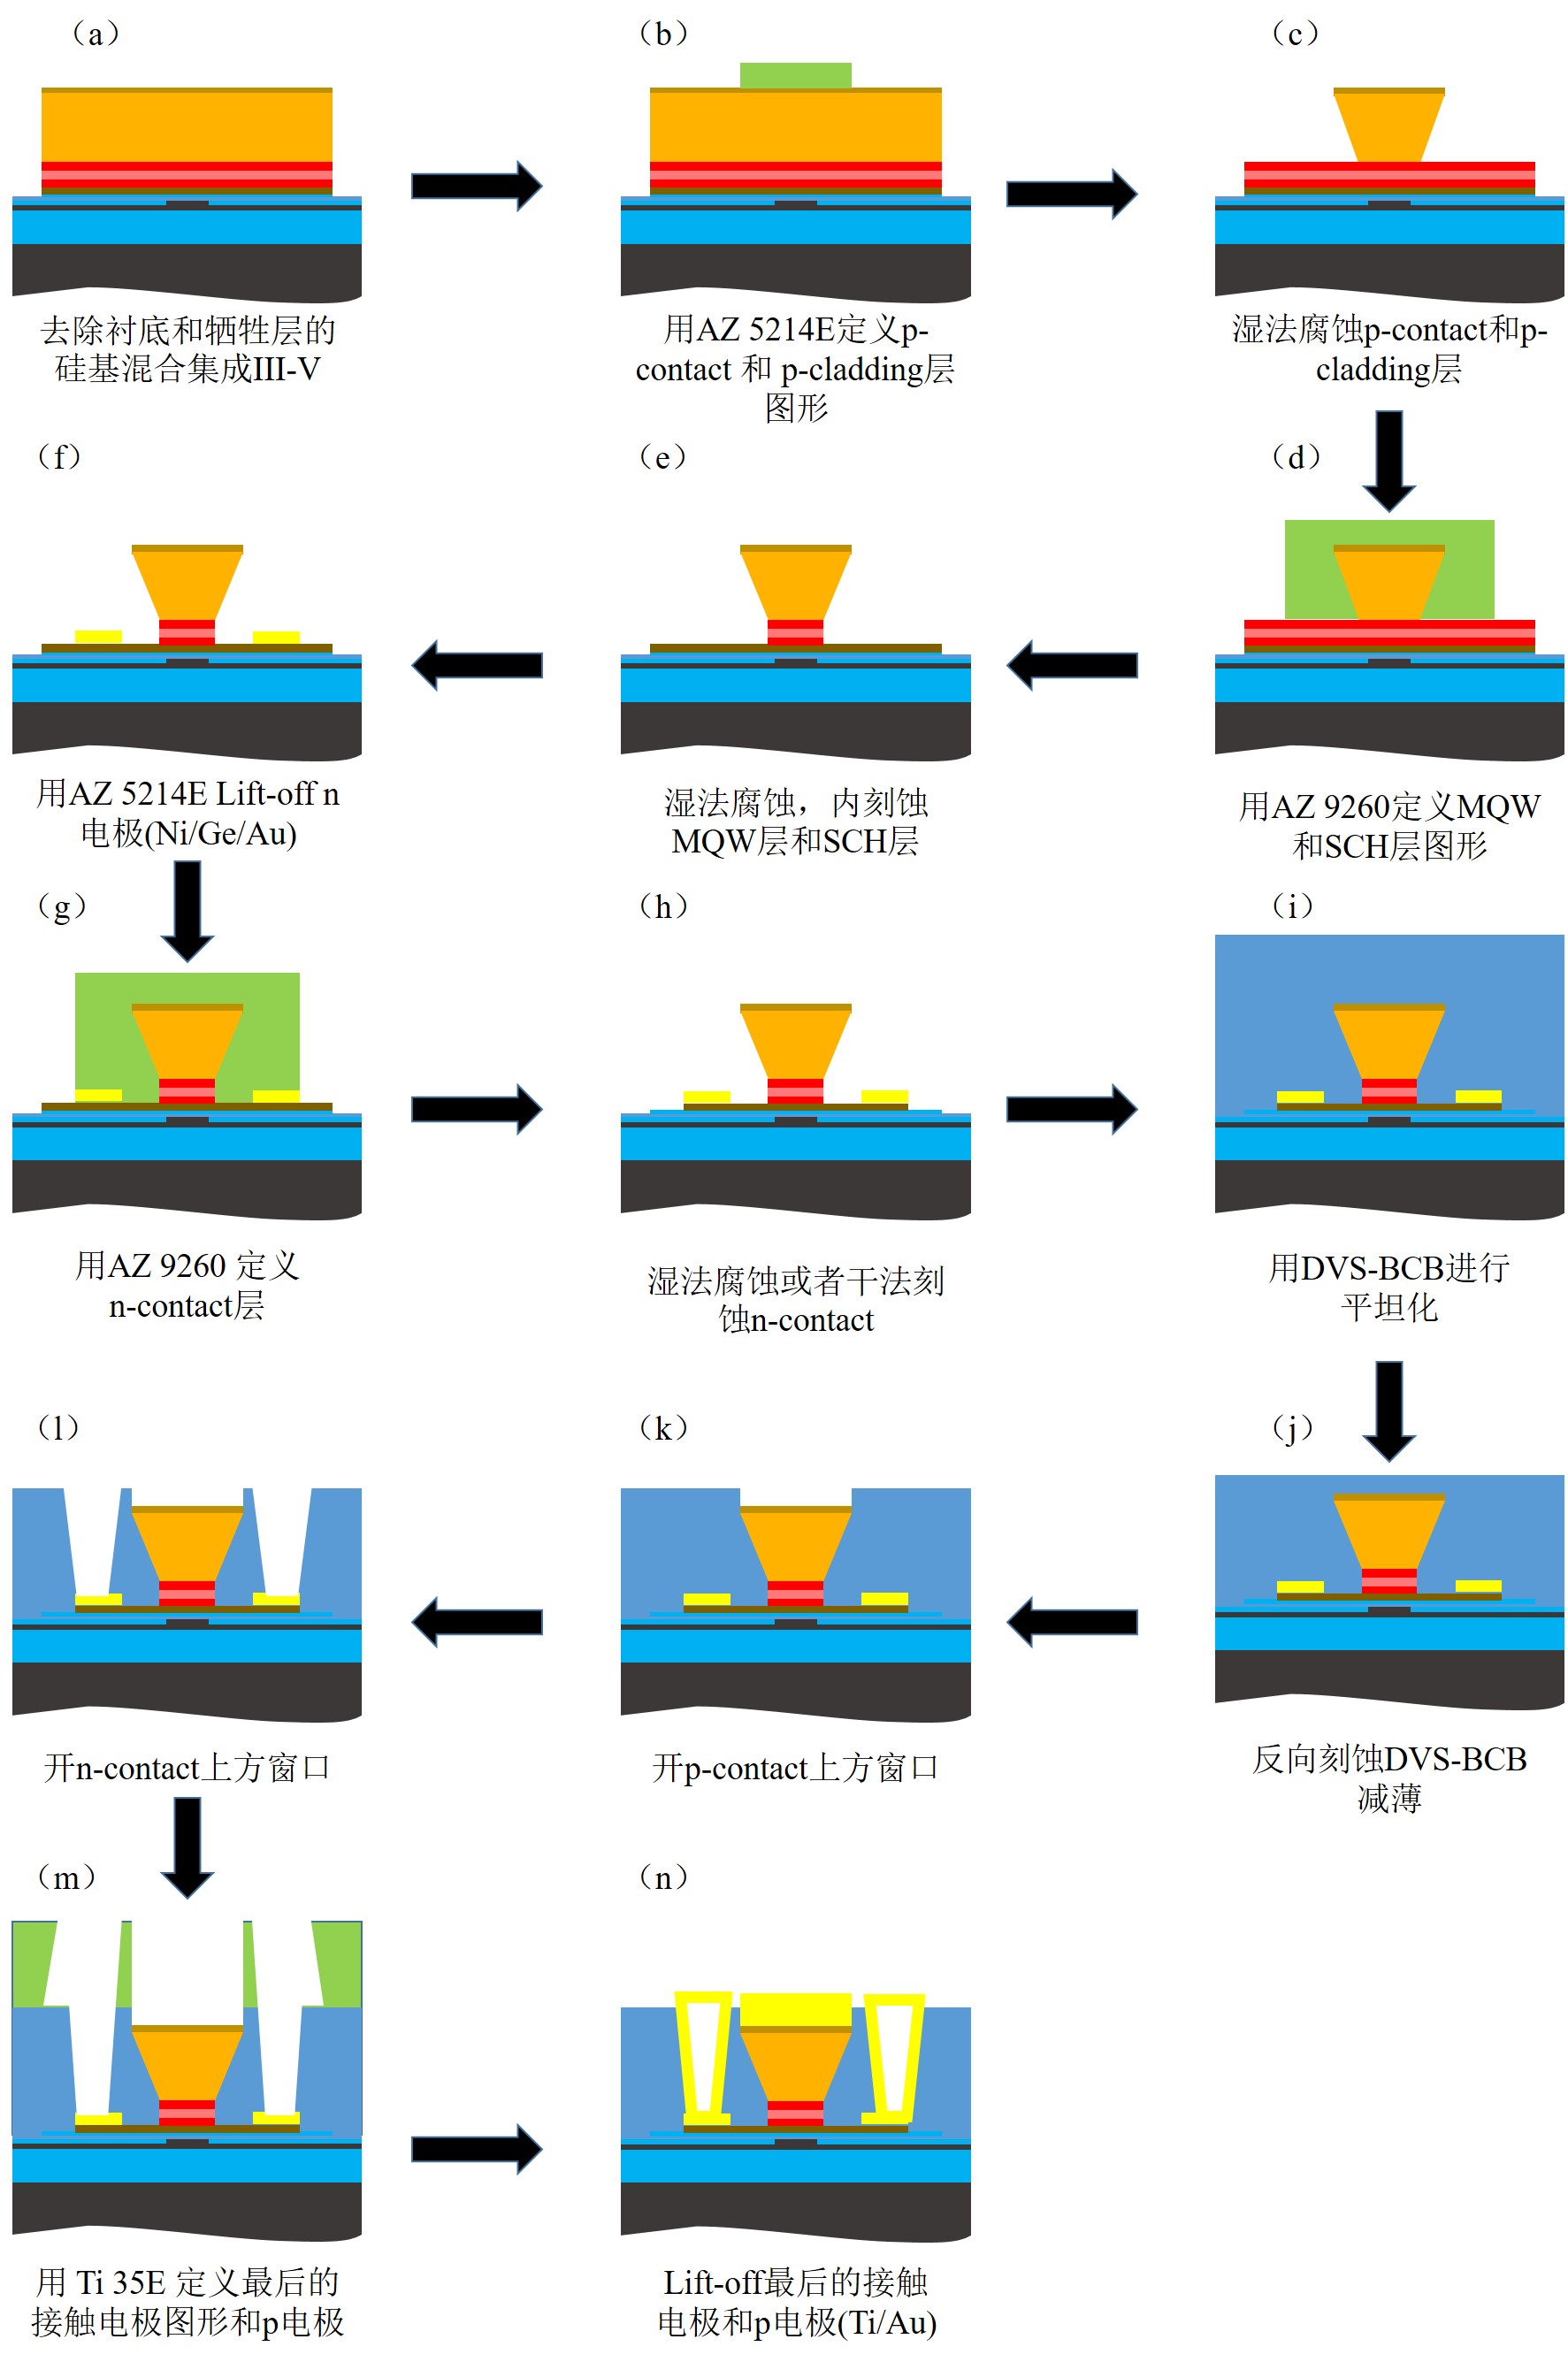 （a）
去除衬底和牺牲层的
硅基混合集成III-V
（b）
用AZ 5214E定义p-
contact 和 p-cladding层
图形
（c）
湿法腐蚀p-contact和p-
cladding层
（d）
用AZ 9260定义MQW
和SCH层图形
（e）
湿法腐蚀，内刻蚀
MQW层和SCH层
（f）
用AZ 5214E Lift-off n
电极(Ni/Ge/Au)
（g）
用AZ 9260 定义
n-contact层
（h）
湿法腐蚀或者干法刻
蚀n-contact
（i）
用DVS-BCB进行
平坦化
（j）
反向刻蚀DVS-BCB
减薄
（k）
开p-contact上方窗口
（l）
开n-contact上方窗口
（m）
用 Ti 35E 定义最后的
接触电极图形和p电极
（n）
Lift-off最后的接触
电极和p电极(Ti/Au)